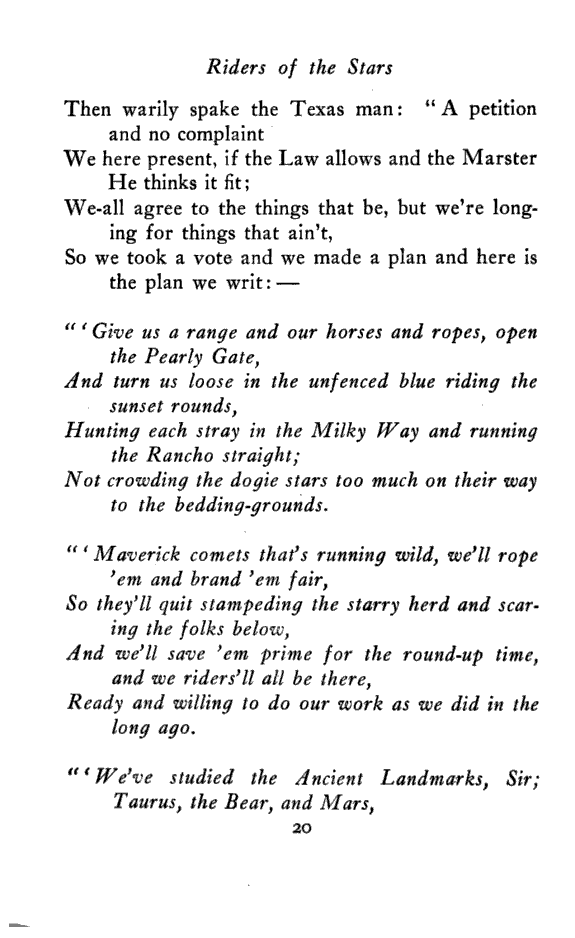 Riders of the Stars
Then warily spake the Texas man: “A petition
and no complaint
We here present, if the Law allows and the Marster
He thinks it fit;
We-all agree to the things that be, but we're long-
ing for things that ain't,
So we took a vote and we made a plan and here is
the plan we writ:—
“‘Give us a range and our horses and ropes, open
the Pearly Gate,
And turn us loose in the unfenced blue riding the
sunset rounds,
Hunting each stray in the Milky Way and running
the Rancho straight;
Not crowding the dogie stars too much on their way
to the bedding-grounds.
“‘Maverick comets that's running wild, we'll rope
'em and brand 'em fair,
So they'll quit stampeding the starry herd and scar-
ing the folks below,
And we'll save 'em prime for the round-up time,
and we riders'll all be there,
Ready and willing to do our work as we did in the
long ago.
“‘We've studied the Ancient Landmarks, Sir;
Taurus, the Bear, and Mars,
20